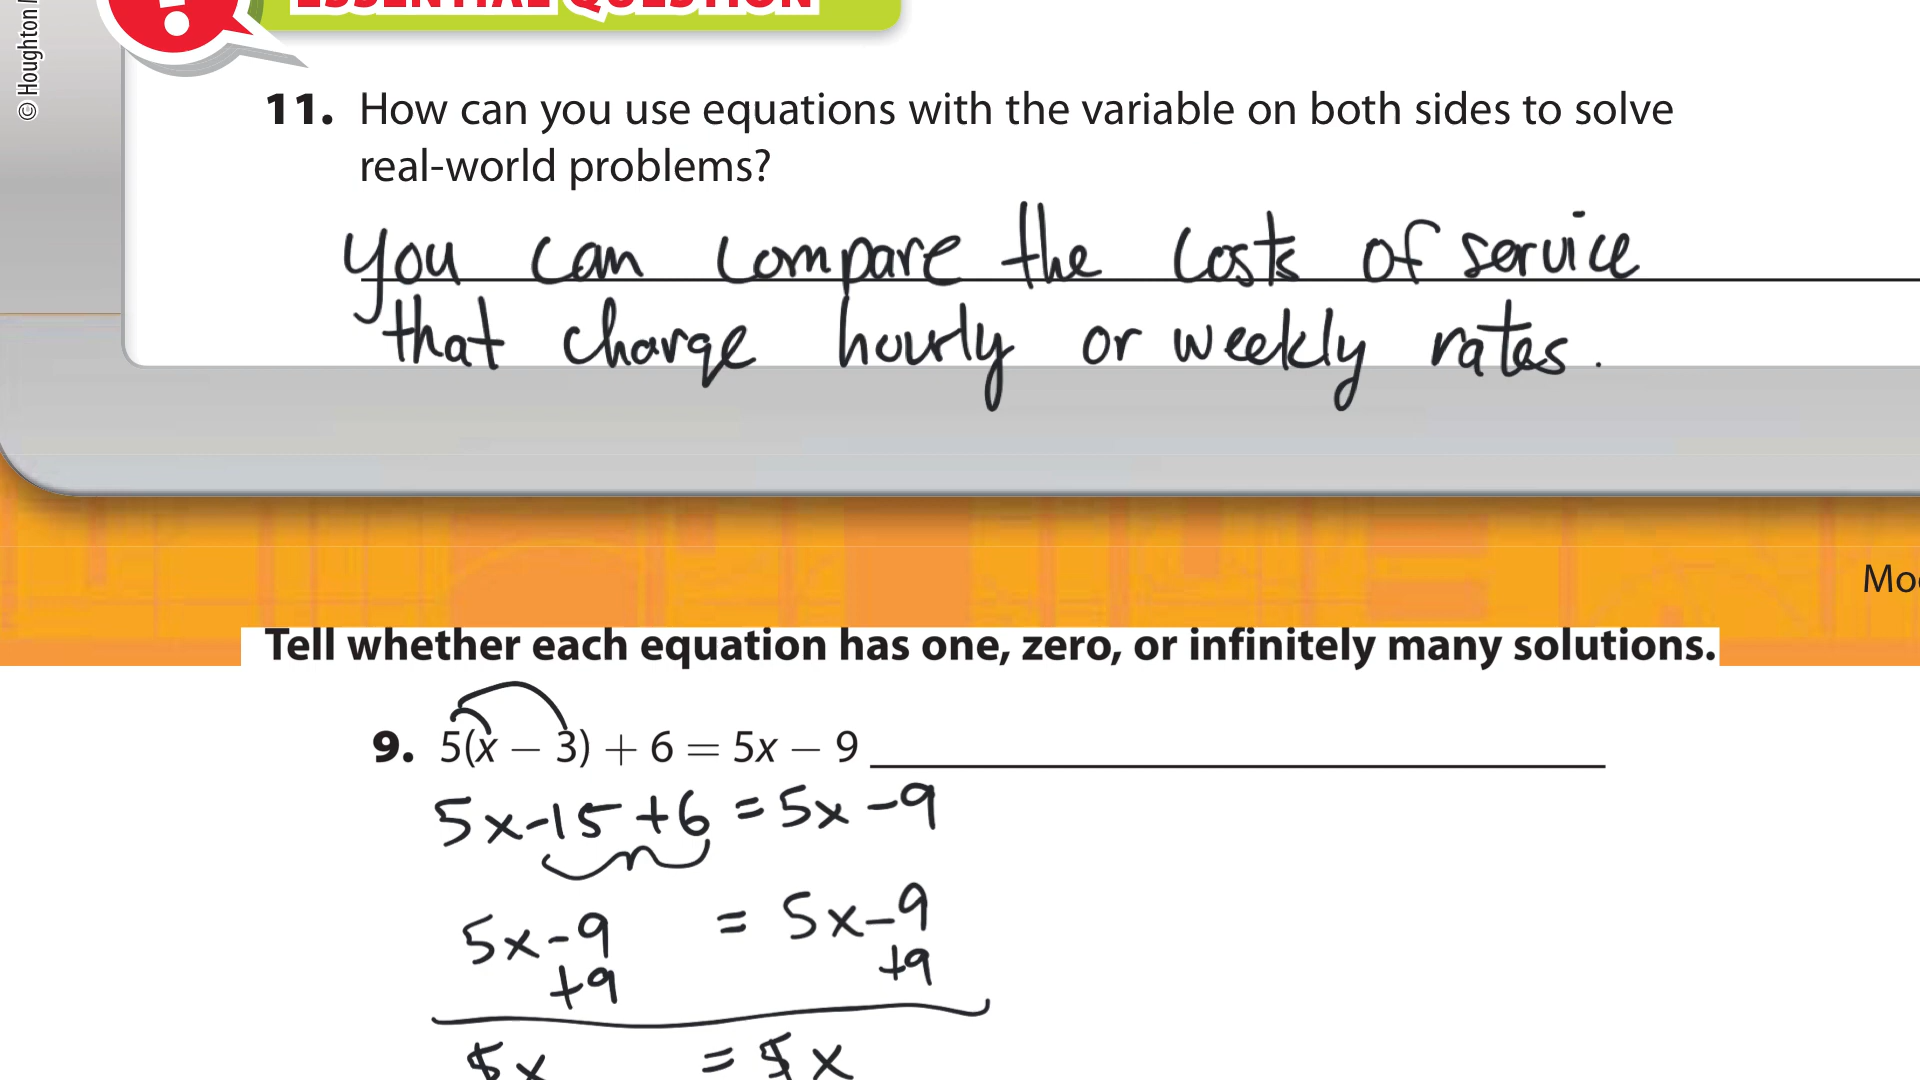 ESSENTIAL QUESTION
© Houghton
11. How can you use equations with the variable on both sides to solve
real-world problems?
you can compare the costs of service
that charge hourly or weekly rates.
Tell whether each equation has one, zero, or infinitely many solutions.
9. 5(x − 3) + 6 = 5x − 9
5x-15+6 = 5x-9
5x-9 = 5x-9
+9 +9
5x = 5x